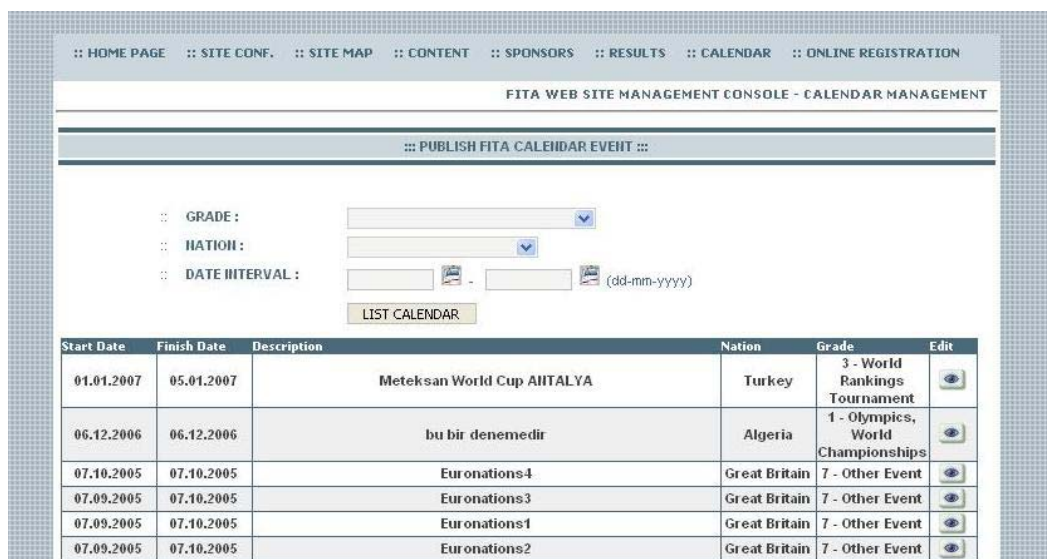 :: HOME PAGE :: SITE CONF. :: SITE MAP :: CONTENT :: SPONSORS :: RESULTS :: CALENDAR :: ONLINE REGISTRATION
FITA WEB SITE MANAGEMENT CONSOLE - CALENDAR MANAGEMENT
::: PUBLISH FITA CALENDAR EVENT :::
:: GRADE :
:: NATION :
:: DATE INTERVAL : - (dd-mm-yyyy)
LIST CALENDAR
Start Date Finish Date Description Nation Grade Edit
01.01.2007 05.01.2007 Meteksan World Cup ANTALYA Turkey 3 - World
Rankings
Tournament
06.12.2006 06.12.2006 bu bir denemedir Algeria 1 - Olympics,
World
Championships
07.10.2005 07.10.2005 Euronations4 Great Britain 7 - Other Event
07.09.2005 07.10.2005 Euronations3 Great Britain 7 - Other Event
07.09.2005 07.10.2005 Euronations1 Great Britain 7 - Other Event
07.09.2005 07.10.2005 Euronations2 Great Britain 7 - Other Event